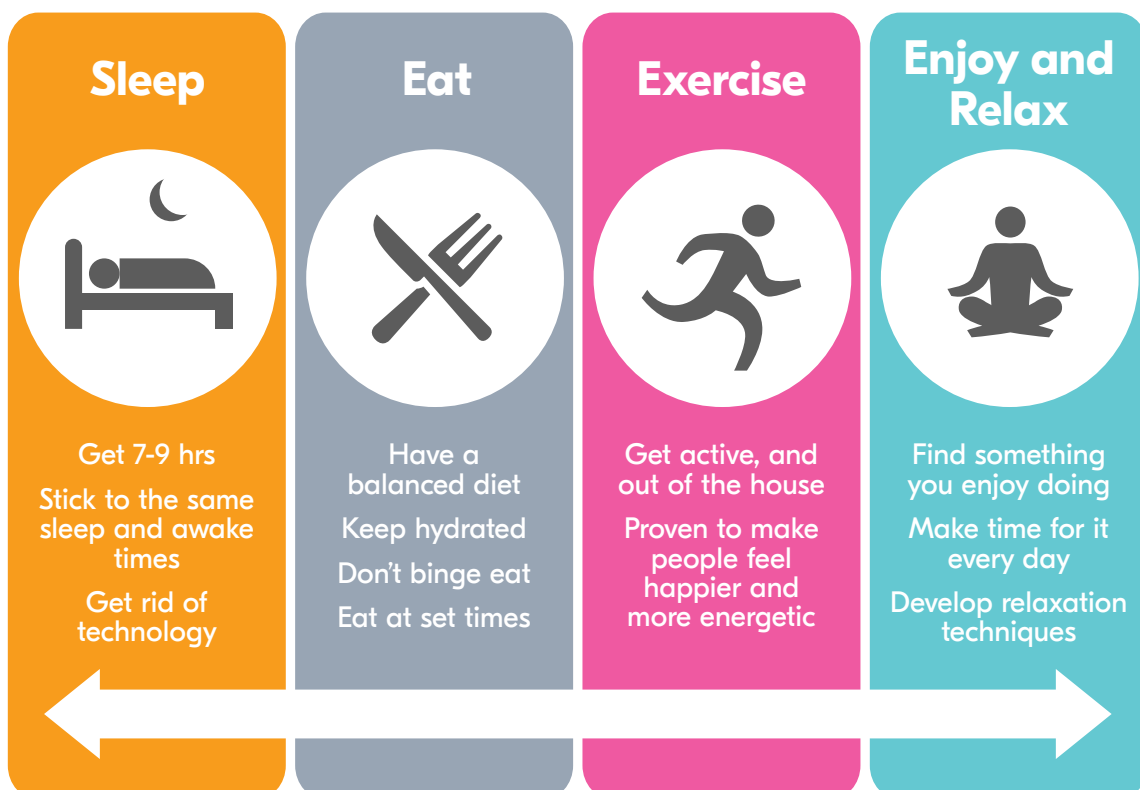 Sleep
Get 7-9 hrs
Stick to the same
sleep and awake
times
Get rid of
technology
Eat
Have a
balanced diet
Keep hydrated
Don’t binge eat
Eat at set times
Exercise
Get active, and
out of the house
Proven to make
people feel
happier and
more energetic
Enjoy and
Relax
Find something
you enjoy doing
Make time for it
every day
Develop relaxation
techniques